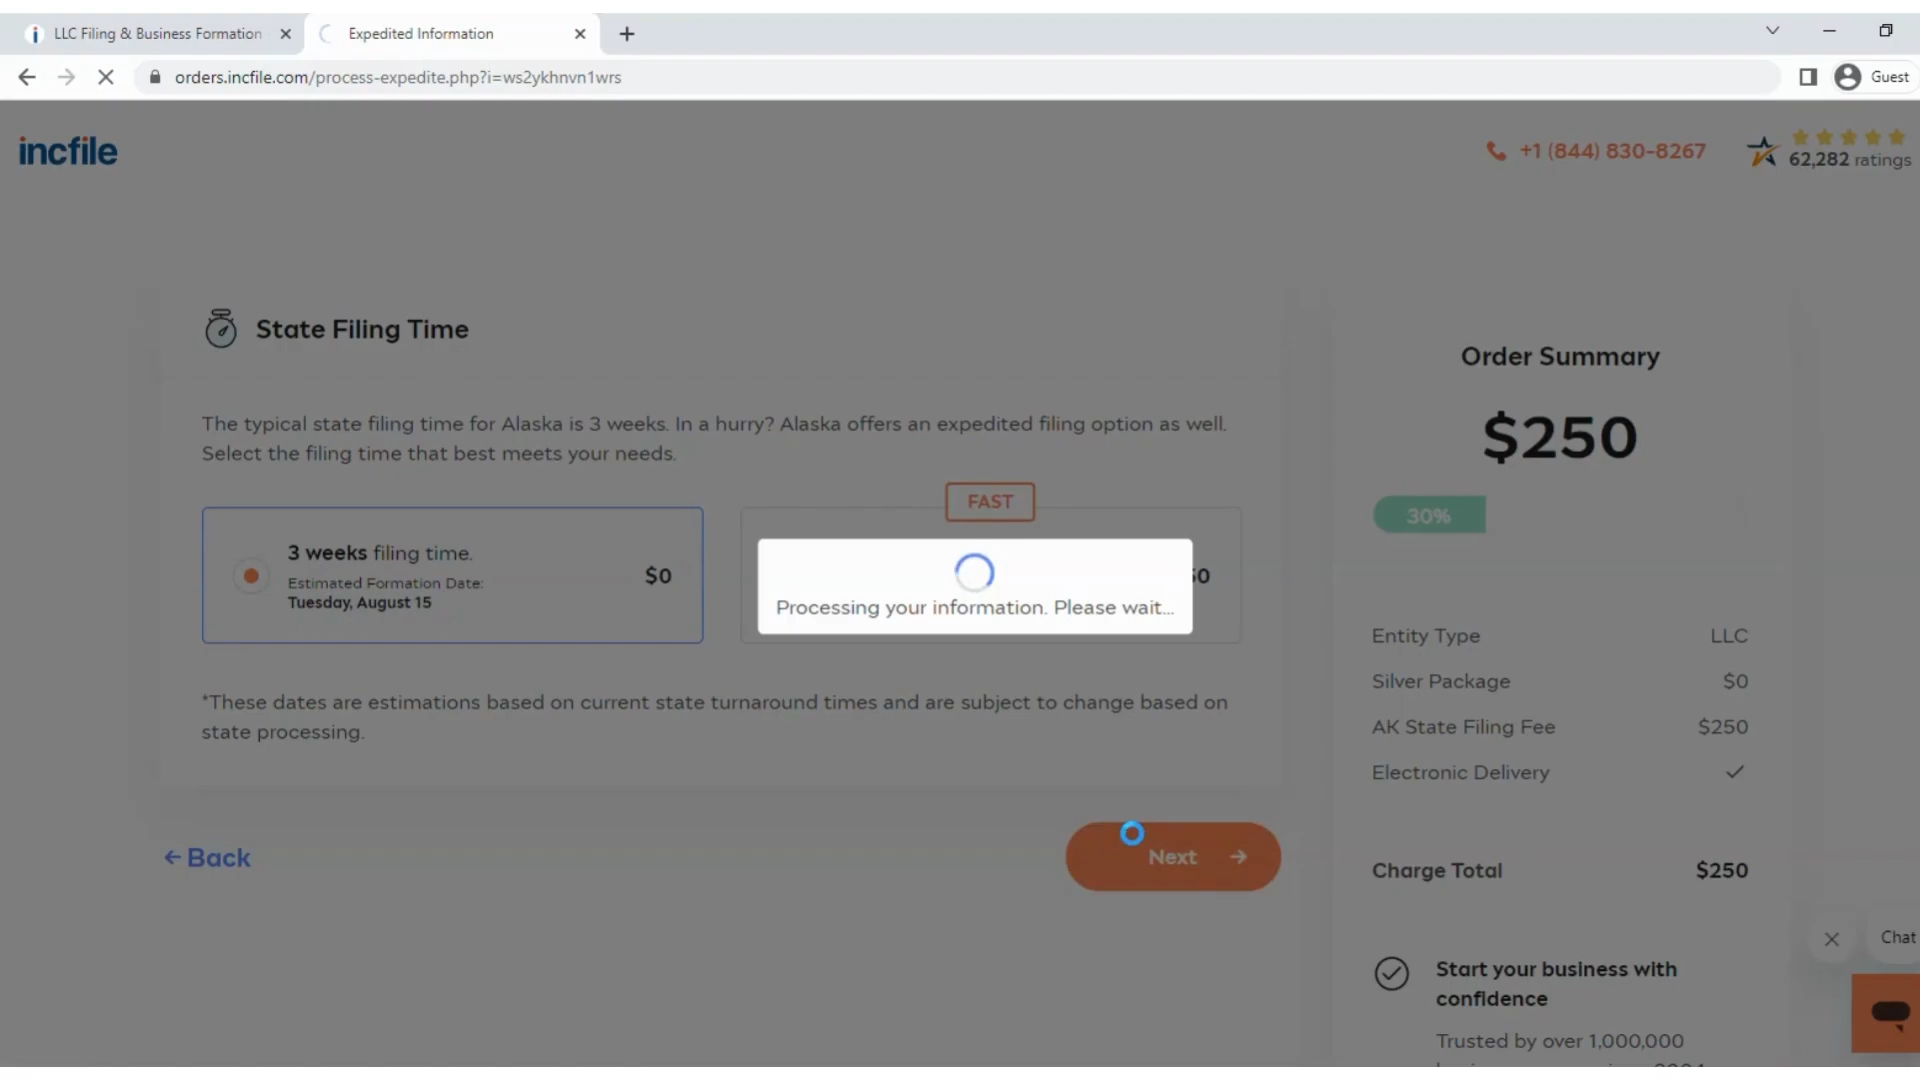 LLC Filing & Business Formation
Expedited Information
orders.incfile.com/process-expedite.php?i=ws2ykhnvn1wrs
Guest
incfile
+1 (844) 830-8267
62,282 ratings
State Filing Time
The typical state filing time for Alaska is 3 weeks. In a hurry? Alaska offers an expedited filing option as well.
Select the filing time that best meets your needs.
3 weeks filing time.
Estimated Formation Date:
Tuesday, August 15
$0
FAST
Processing your information. Please wait...
*These dates are estimations based on current state turnaround times and are subject to change based on
state processing.
Back
Next
Order Summary
$250
30%
Entity Type LLC
Silver Package $0
AK State Filing Fee $250
Electronic Delivery
Charge Total $250
Start your business with
confidence
Trusted by over 1,000,000
Chat